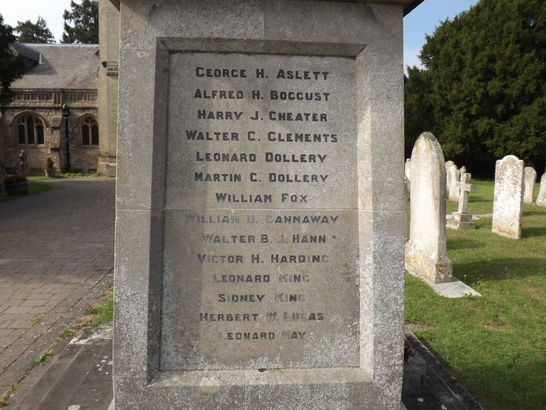 GEORGE H. ASLETT
ALFRED H. BOGGUST
HARRY J. CHEATER
WALTER C. CLEMENTS
LEONARD DOLLERY
MARTIN C. DOLLERY
WILLIAM FOX
WILLIAM D. GANNAWAY
WALTER B. J. HANN
VICTOR H. HARDING
LEONARD KING
SIDNEY KING
HERBERT W. LUCAS
LEONARD MAY